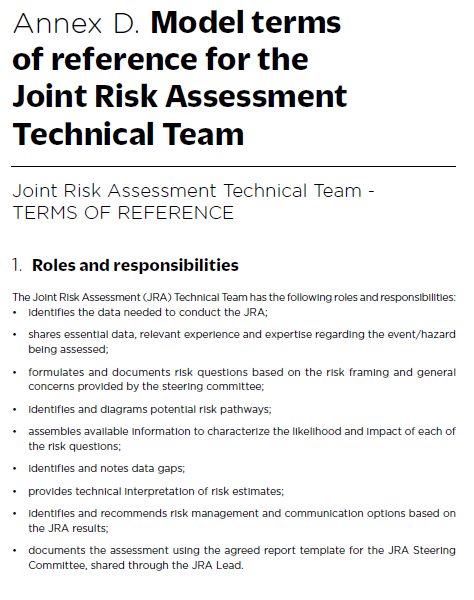 Annex D. Model terms
of reference for the
Joint Risk Assessment
Technical Team
Joint Risk Assessment Technical Team -
TERMS OF REFERENCE
1. Roles and responsibilities
The Joint Risk Assessment (JRA) Technical Team has the following roles and responsibilities:
• identifies the data needed to conduct the JRA;
• shares essential data, relevant experience and expertise regarding the event/hazard
being assessed;
• formulates and documents risk questions based on the risk framing and general
concerns provided by the steering committee;
• identifies and diagrams potential risk pathways;
• assembles available information to characterize the likelihood and impact of each of
the risk questions;
• identifies and notes data gaps;
• provides technical interpretation of risk estimates;
• identifies and recommends risk management and communication options based on
the JRA results;
• documents the assessment using the agreed report template for the JRA Steering
Committee, shared through the JRA Lead.